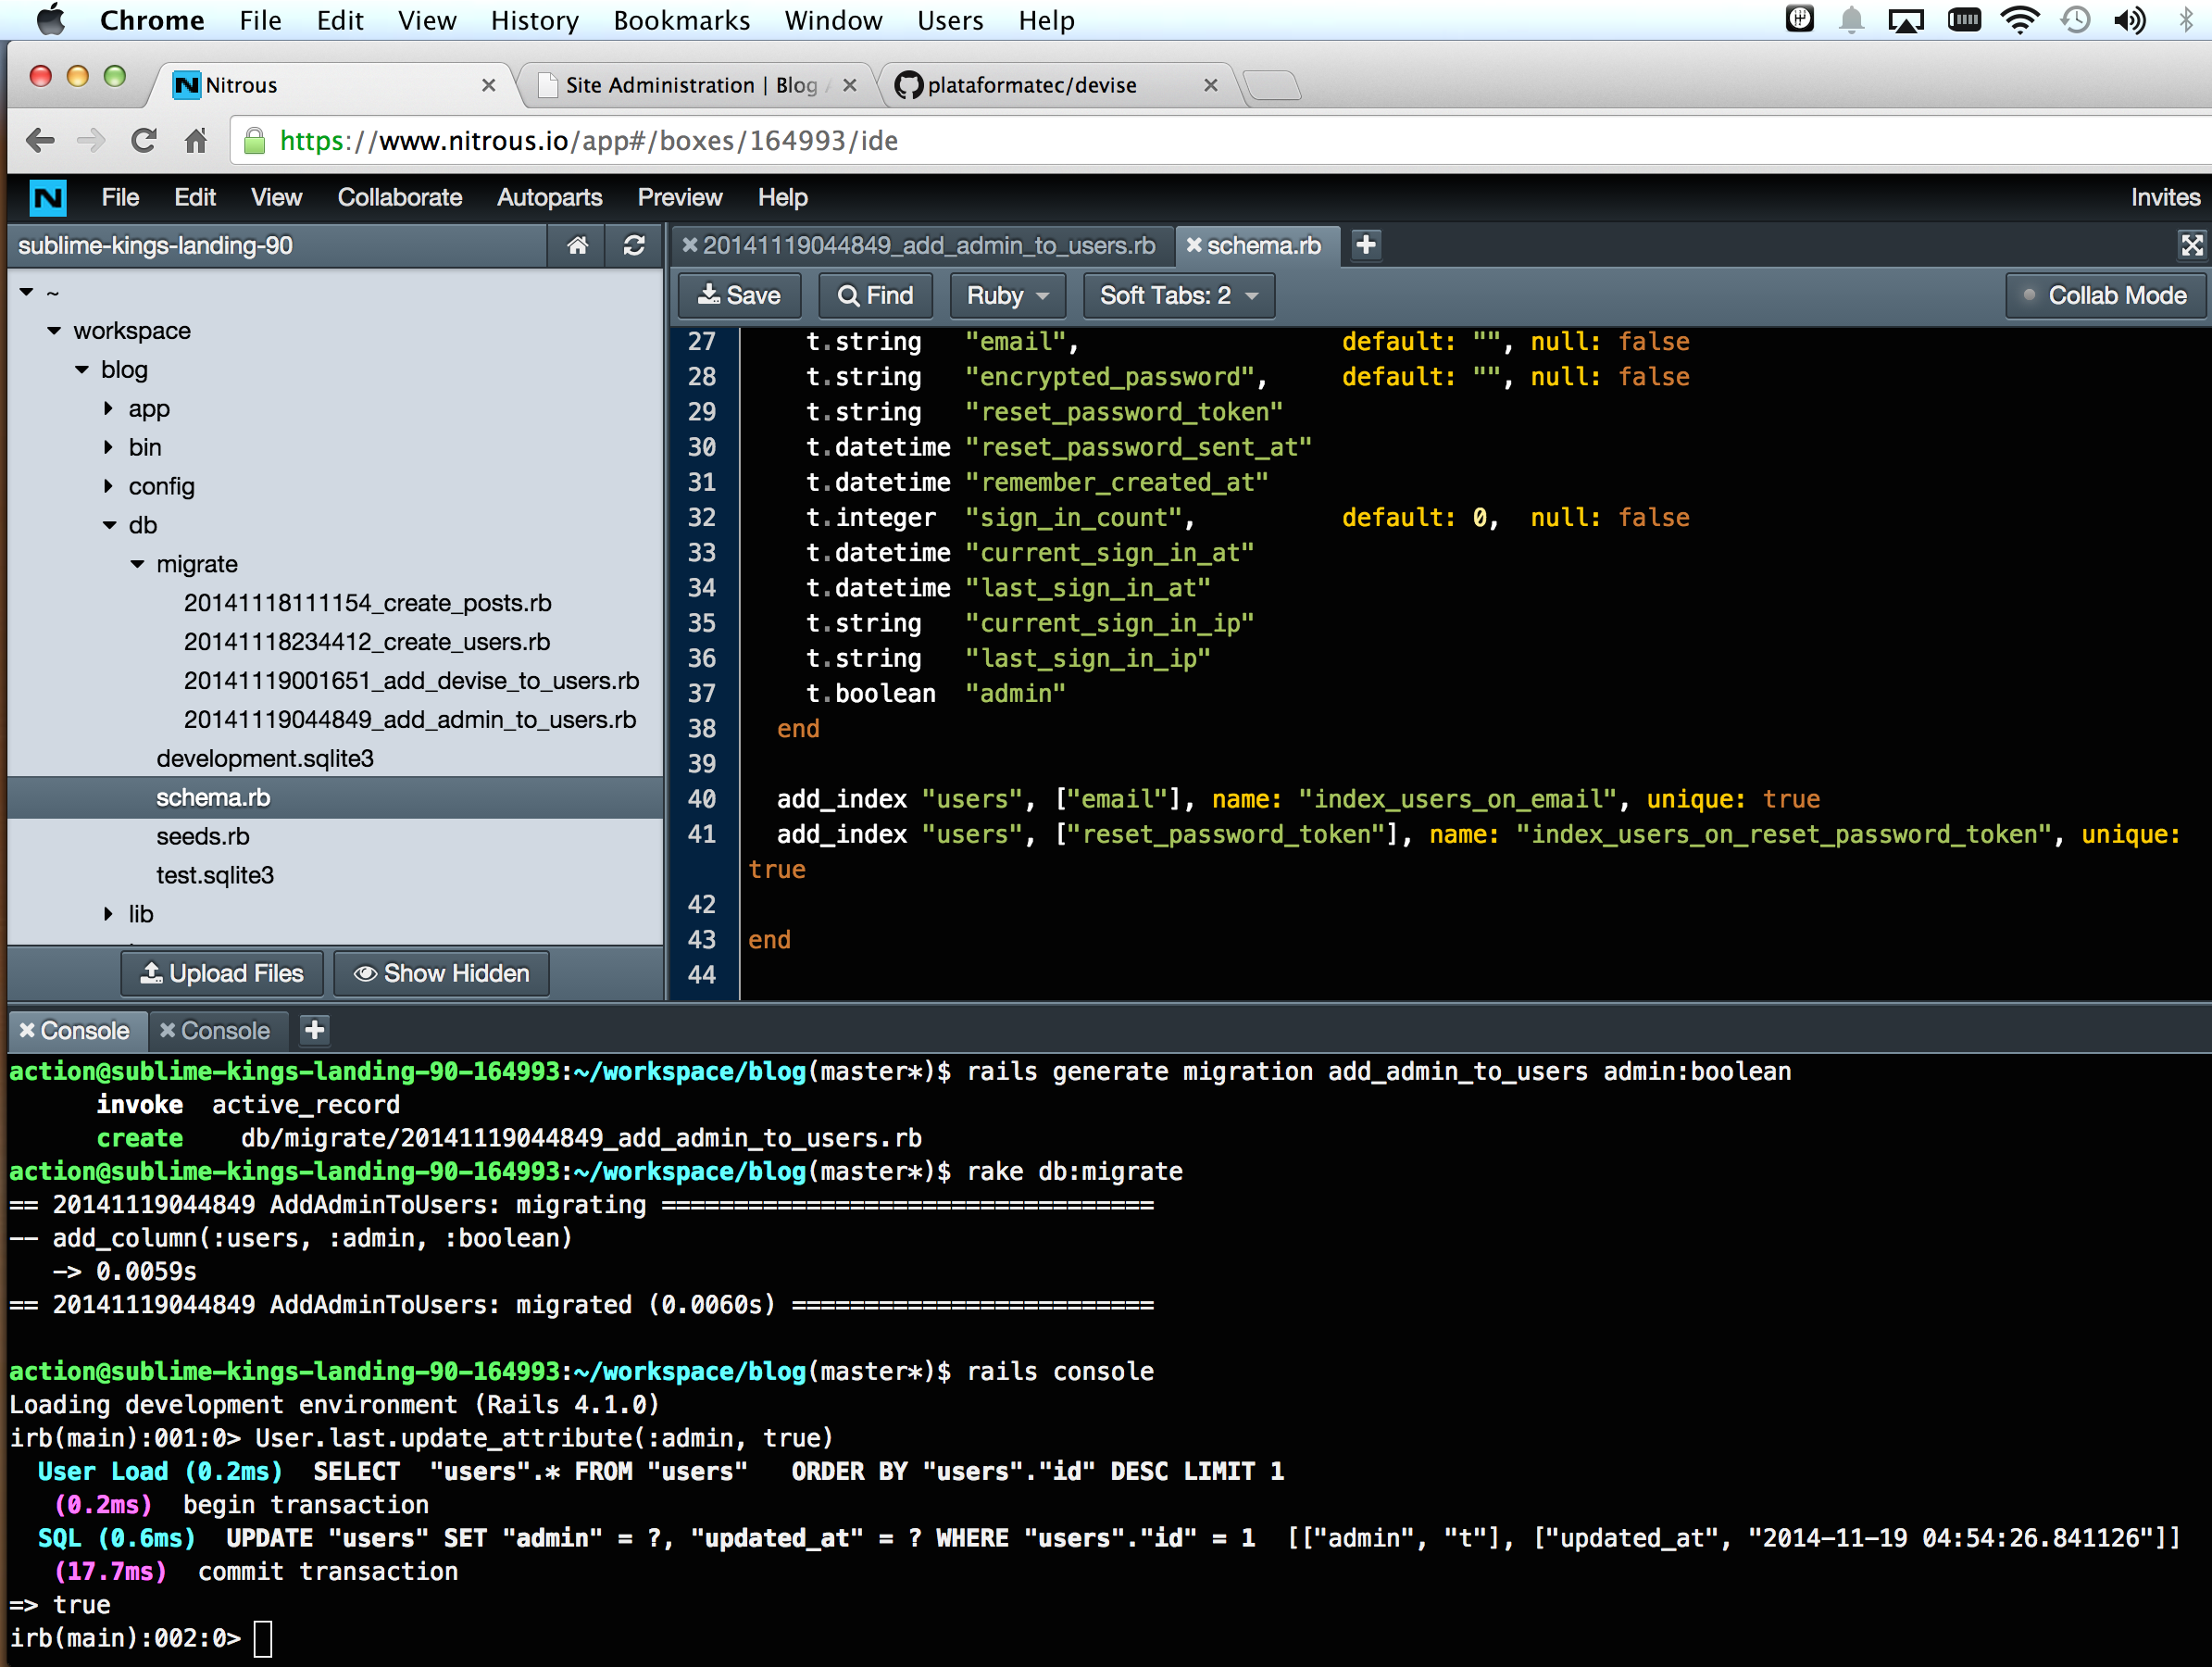 Chrome File Edit View History Bookmarks Window Users Help
Nitrous
Site Administration | Blog
plataformatec/devise
https://www.nitrous.io/app#/boxes/164993/ide
N File Edit View Collaborate Autoparts Preview Help Invites
sublime-kings-landing-90
20141119044849_add_admin_to_users.rb
schema.rb
Save Find Ruby Soft Tabs: 2 Collab Mode
~
workspace
blog
app
bin
config
db
migrate
20141118111154_create_posts.rb
20141118234412_create_users.rb
20141119001651_add_devise_to_users.rb
20141119044849_add_admin_to_users.rb
development.sqlite3
schema.rb
seeds.rb
test.sqlite3
lib
Upload Files Show Hidden
27 t.string "email", default: "", null: false
28 t.string "encrypted_password", default: "", null: false
29 t.string "reset_password_token"
30 t.datetime "reset_password_sent_at"
31 t.datetime "remember_created_at"
32 t.integer "sign_in_count", default: 0, null: false
33 t.datetime "current_sign_in_at"
34 t.datetime "last_sign_in_at"
35 t.string "current_sign_in_ip"
36 t.string "last_sign_in_ip"
37 t.boolean "admin"
38 end
39
40 add_index "users", ["email"], name: "index_users_on_email", unique: true
41 add_index "users", ["reset_password_token"], name: "index_users_on_reset_password_token", unique:
true
42
43 end
44
Console Console
action@sublime-kings-landing-90-164993:~/workspace/blog(master*)$ rails generate migration add_admin_to_users admin:boolean
invoke active_record
create db/migrate/20141119044849_add_admin_to_users.rb
action@sublime-kings-landing-90-164993:~/workspace/blog(master*)$ rake db:migrate
== 20141119044849 AddAdminToUsers: migrating ==================================
-- add_column(:users, :admin, :boolean)
-> 0.0059s
== 20141119044849 AddAdminToUsers: migrated (0.0060s) =========================
action@sublime-kings-landing-90-164993:~/workspace/blog(master*)$ rails console
Loading development environment (Rails 4.1.0)
irb(main):001:0> User.last.update_attribute(:admin, true)
User Load (0.2ms) SELECT "users".* FROM "users" ORDER BY "users"."id" DESC LIMIT 1
(0.2ms) begin transaction
SQL (0.6ms) UPDATE "users" SET "admin" = ?, "updated_at" = ? WHERE "users"."id" = 1 [["admin", "t"], ["updated_at", "2014-11-19 04:54:26.841126"]]
(17.7ms) commit transaction
=> true
irb(main):002:0>